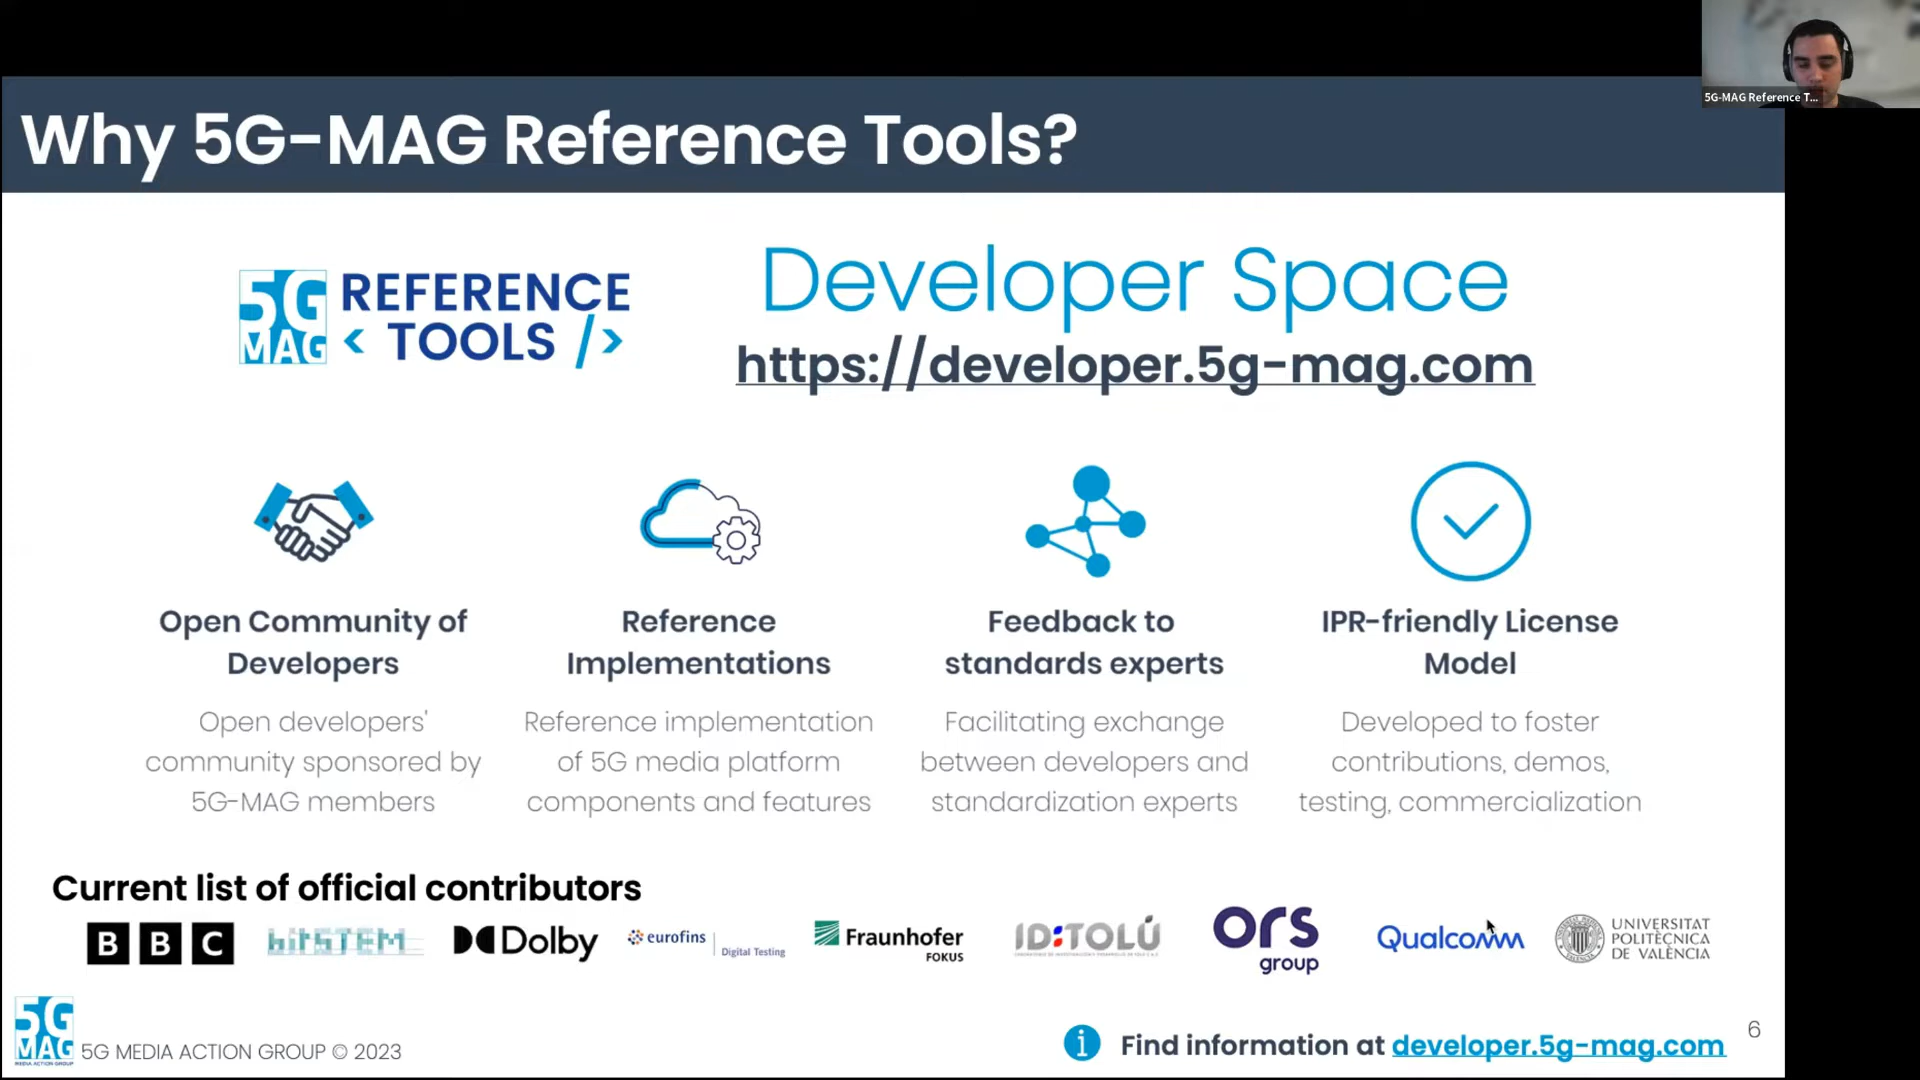 5G-MAG Reference T...
Why 5G-MAG Reference Tools?
5G
MAG
REFERENCE
< TOOLS />
Developer Space
https://developer.5g-mag.com
Open Community of
Developers
Open developers'
community sponsored by
5G-MAG members
Reference
Implementations
Reference implementation
of 5G media platform
components and features
Feedback to
standards experts
Facilitating exchange
between developers and
standardization experts
IPR-friendly License
Model
Developed to foster
contributions, demos,
testing, commercialization
Current list of official contributors
BBC
bitSTEM
Dolby
eurofins
Digital Testing
Fraunhofer
FOKUS
ID:TOLÚ
ors
group
Qualcomm
UNIVERSITAT
POLITÈCNICA
DE VALÈNCIA
5G
MAG
MEDIA ACTION GROUP
5G MEDIA ACTION GROUP © 2023
Find information at developer.5g-mag.com
6